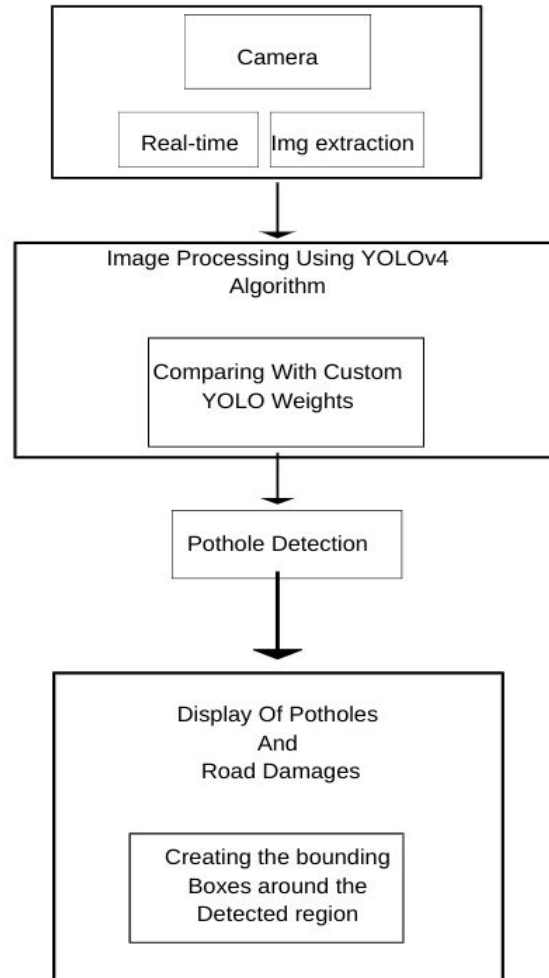 Camera
Real-time
Img extraction
Image Processing Using YOLOv4
Algorithm
Comparing With Custom
YOLO Weights
Pothole Detection
Display Of Potholes
And
Road Damages
Creating the bounding
Boxes around the
Detected region